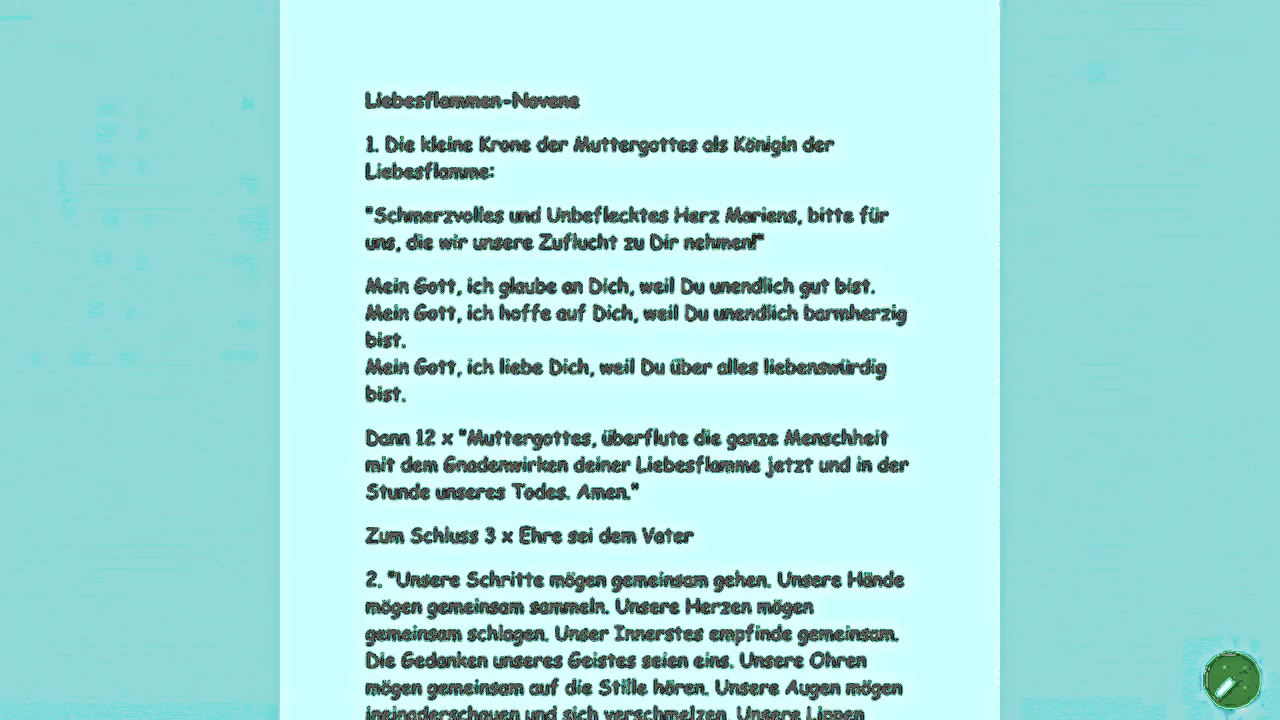 Liebesflammen-Novene
1. Die kleine Krone der Muttergottes als Königin der
Liebesflamme:
"Schmerzvolles und Unbeflecktes Herz Mariens, bitte für
uns, die wir unsere Zuflucht zu Dir nehmen!"
Mein Gott, ich glaube an Dich, weil Du unendlich gut bist.
Mein Gott, ich hoffe auf Dich, weil Du unendlich barmherzig
bist.
Mein Gott, ich liebe Dich, weil Du über alles liebenswürdig
bist.
Dann 12 x "Muttergottes, überflute die ganze Menschheit
mit dem Gnadenwirken deiner Liebesflamme jetzt und in der
Stunde unseres Todes. Amen."
Zum Schluss 3 x Ehre sei dem Vater
2. "Unsere Schritte mögen gemeinsam gehen. Unsere Hände
mögen gemeinsam sammeln. Unsere Herzen mögen
gemeinsam schlagen. Unser Innerstes empfinde gemeinsam.
Die Gedanken unseres Geistes seien eins. Unsere Ohren
mögen gemeinsam auf die Stille hören. Unsere Augen mögen
ineinaderschauen und sich verschmelzen. Unsere Lippen